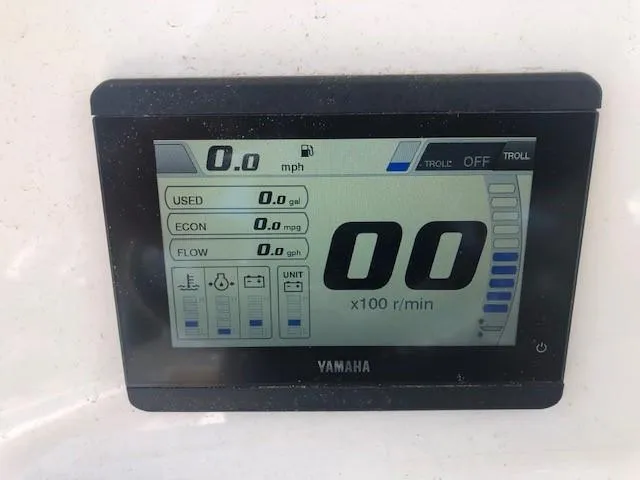 0.0 mph TROLL OFF TROLL
USED 0.0 gal
ECON 0.0 mpg
FLOW 0.0 gph
UNIT
00
x100 r/min
YAMAHA